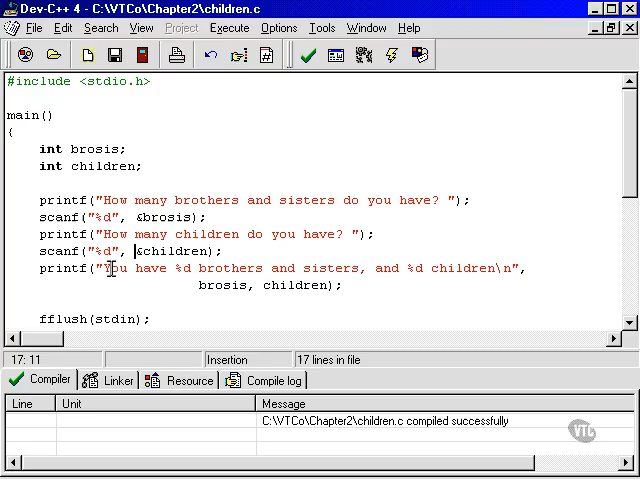 Dev-C++ 4 - C:\VTCo\Chapter2\children.c
File Edit Search View Project Execute Options Tools Window Help
#include <stdio.h>
main()
{
int brosis;
int children;
printf("How many brothers and sisters do you have? ");
scanf("%d", &brosis);
printf("How many children do you have? ");
scanf("%d", &children);
printf("You have %d brothers and sisters, and %d children\n",
brosis, children);
fflush(stdin);
17: 11 Insertion 17 lines in file
Compiler Linker Resource Compile log
Line Unit Message
C:\VTCo\Chapter2\children.c compiled successfully
VTC